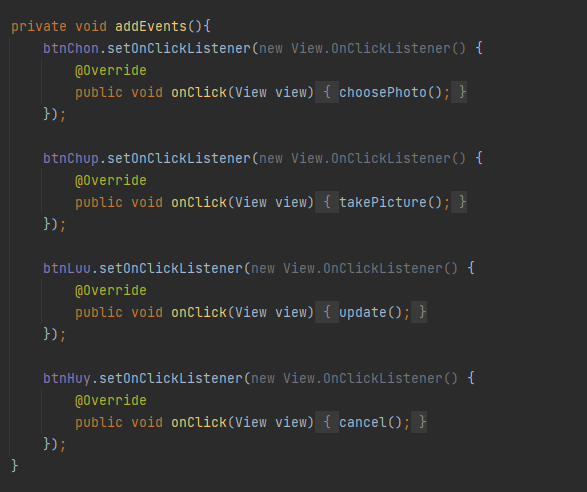 private void addEvents(){
btnChon.setOnClickListener(new View.OnClickListener() {
@Override
public void onClick(View view) { choosePhoto(); }
});
btnChup.setOnClickListener(new View.OnClickListener() {
@Override
public void onClick(View view) { takePicture(); }
});
btnLuu.setOnClickListener(new View.OnClickListener() {
@Override
public void onClick(View view) { update(); }
});
btnHuy.setOnClickListener(new View.OnClickListener() {
@Override
public void onClick(View view) { cancel(); }
});
}